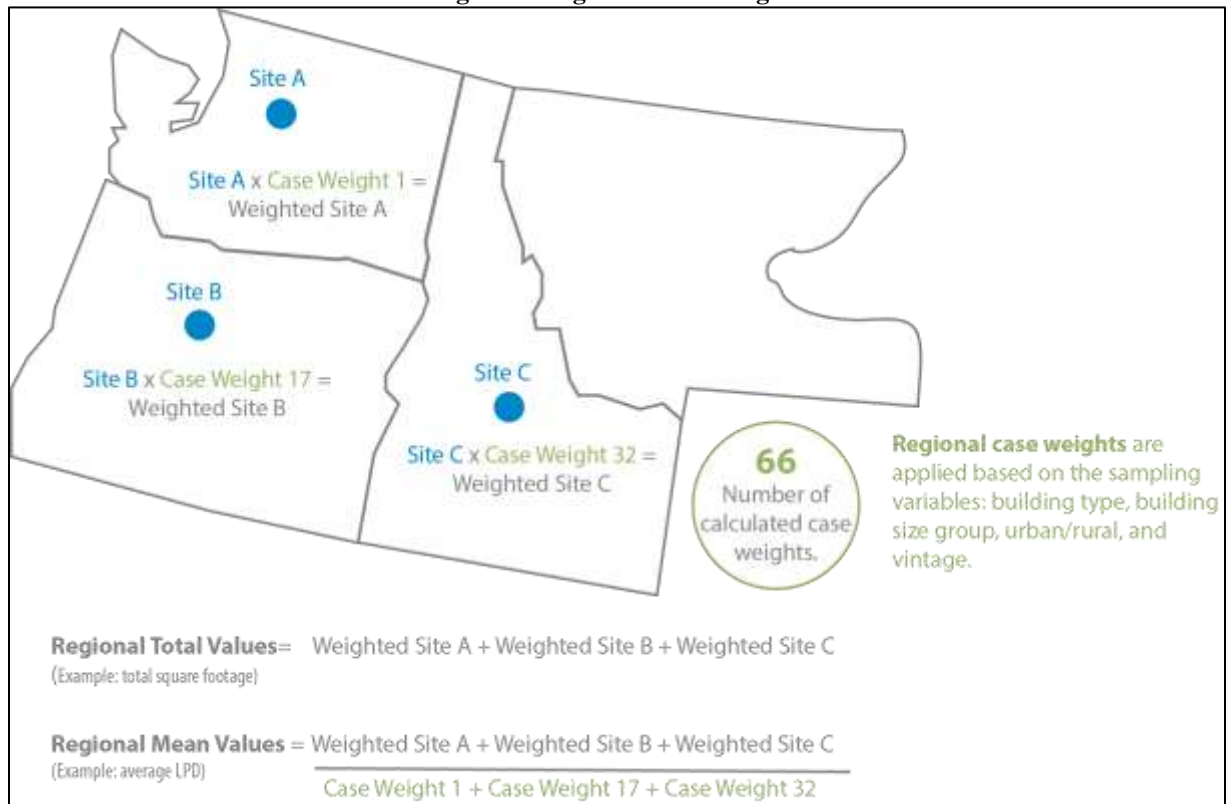 Site A
Site A x Case Weight 1 =
Weighted Site A
Site B
Site B x Case Weight 17 =
Weighted Site B
Site C
Site C x Case Weight 32 =
Weighted Site C
66
Number of
calculated case
weights.
Regional case weights are
applied based on the sampling
variables: building type, building
size group, urban/rural, and
vintage.
Regional Total Values= Weighted Site A + Weighted Site B + Weighted Site C
(Example: total square footage)
Regional Mean Values = Weighted Site A + Weighted Site B + Weighted Site C
(Example: average LPD)
Case Weight 1 + Case Weight 17 + Case Weight 32